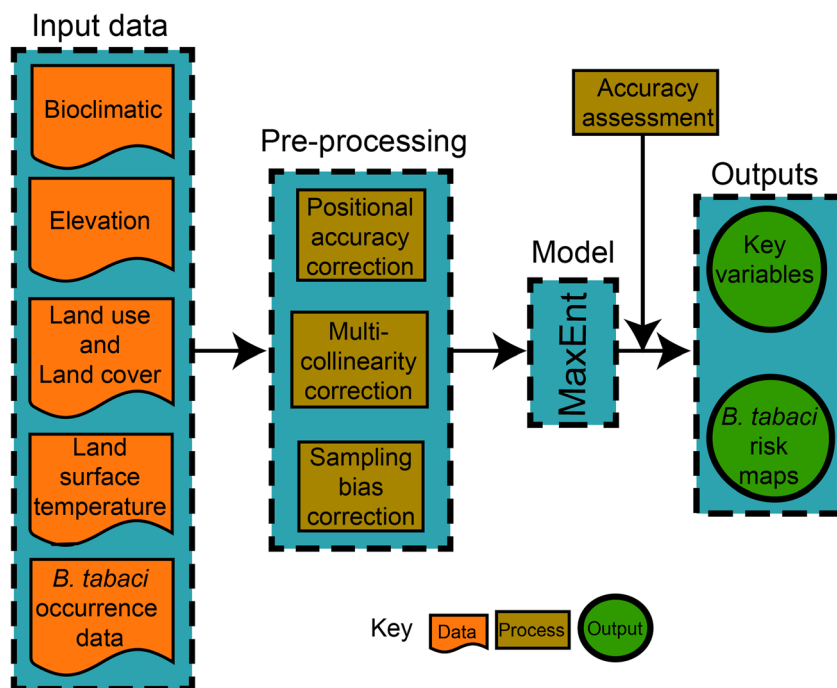 Input data
Bioclimatic
Elevation
Land use
and
Land cover
Land
surface
temperature
B. tabaci
occurrence
data
Pre-processing
Positional
accuracy
correction
Multi-
collinearity
correction
Sampling
bias
correction
Model
MaxEnt
Accuracy
assessment
Outputs
Key
variables
B. tabaci
risk
maps
Key
Data
Process
Output